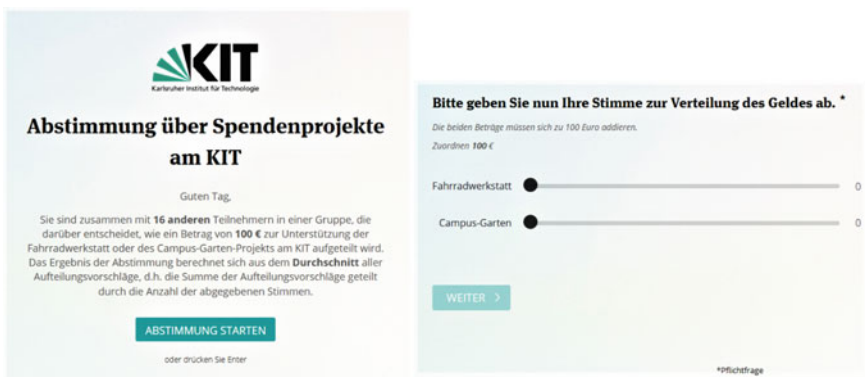 KIT
Karlsruher Institut für Technologie
Abstimmung über Spendenprojekte
am KIT
Guten Tag,
Sie sind zusammen mit 16 anderen Teilnehmern in einer Gruppe, die
darüber entscheidet, wie ein Betrag von 100 € zur Unterstützung der
Fahrradwerkstatt oder des Campus-Garten-Projekts am KIT aufgeteilt wird.
Das Ergebnis der Abstimmung berechnet sich aus dem Durchschnitt aller
Aufteilungsvorschläge, d.h. die Summe der Aufteilungsvorschläge geteilt
durch die Anzahl der abgegebenen Stimmen.
ABSTIMMUNG STARTEN
oder drücken Sie Enter
Bitte geben Sie nun Ihre Stimme zur Verteilung des Geldes ab. *
Die beiden Beträge müssen sich zu 100 Euro addieren.
Zuordnen 100 €
Fahrradwerkstatt 0
Campus-Garten 0
WEITER >
*Pflichtfrage